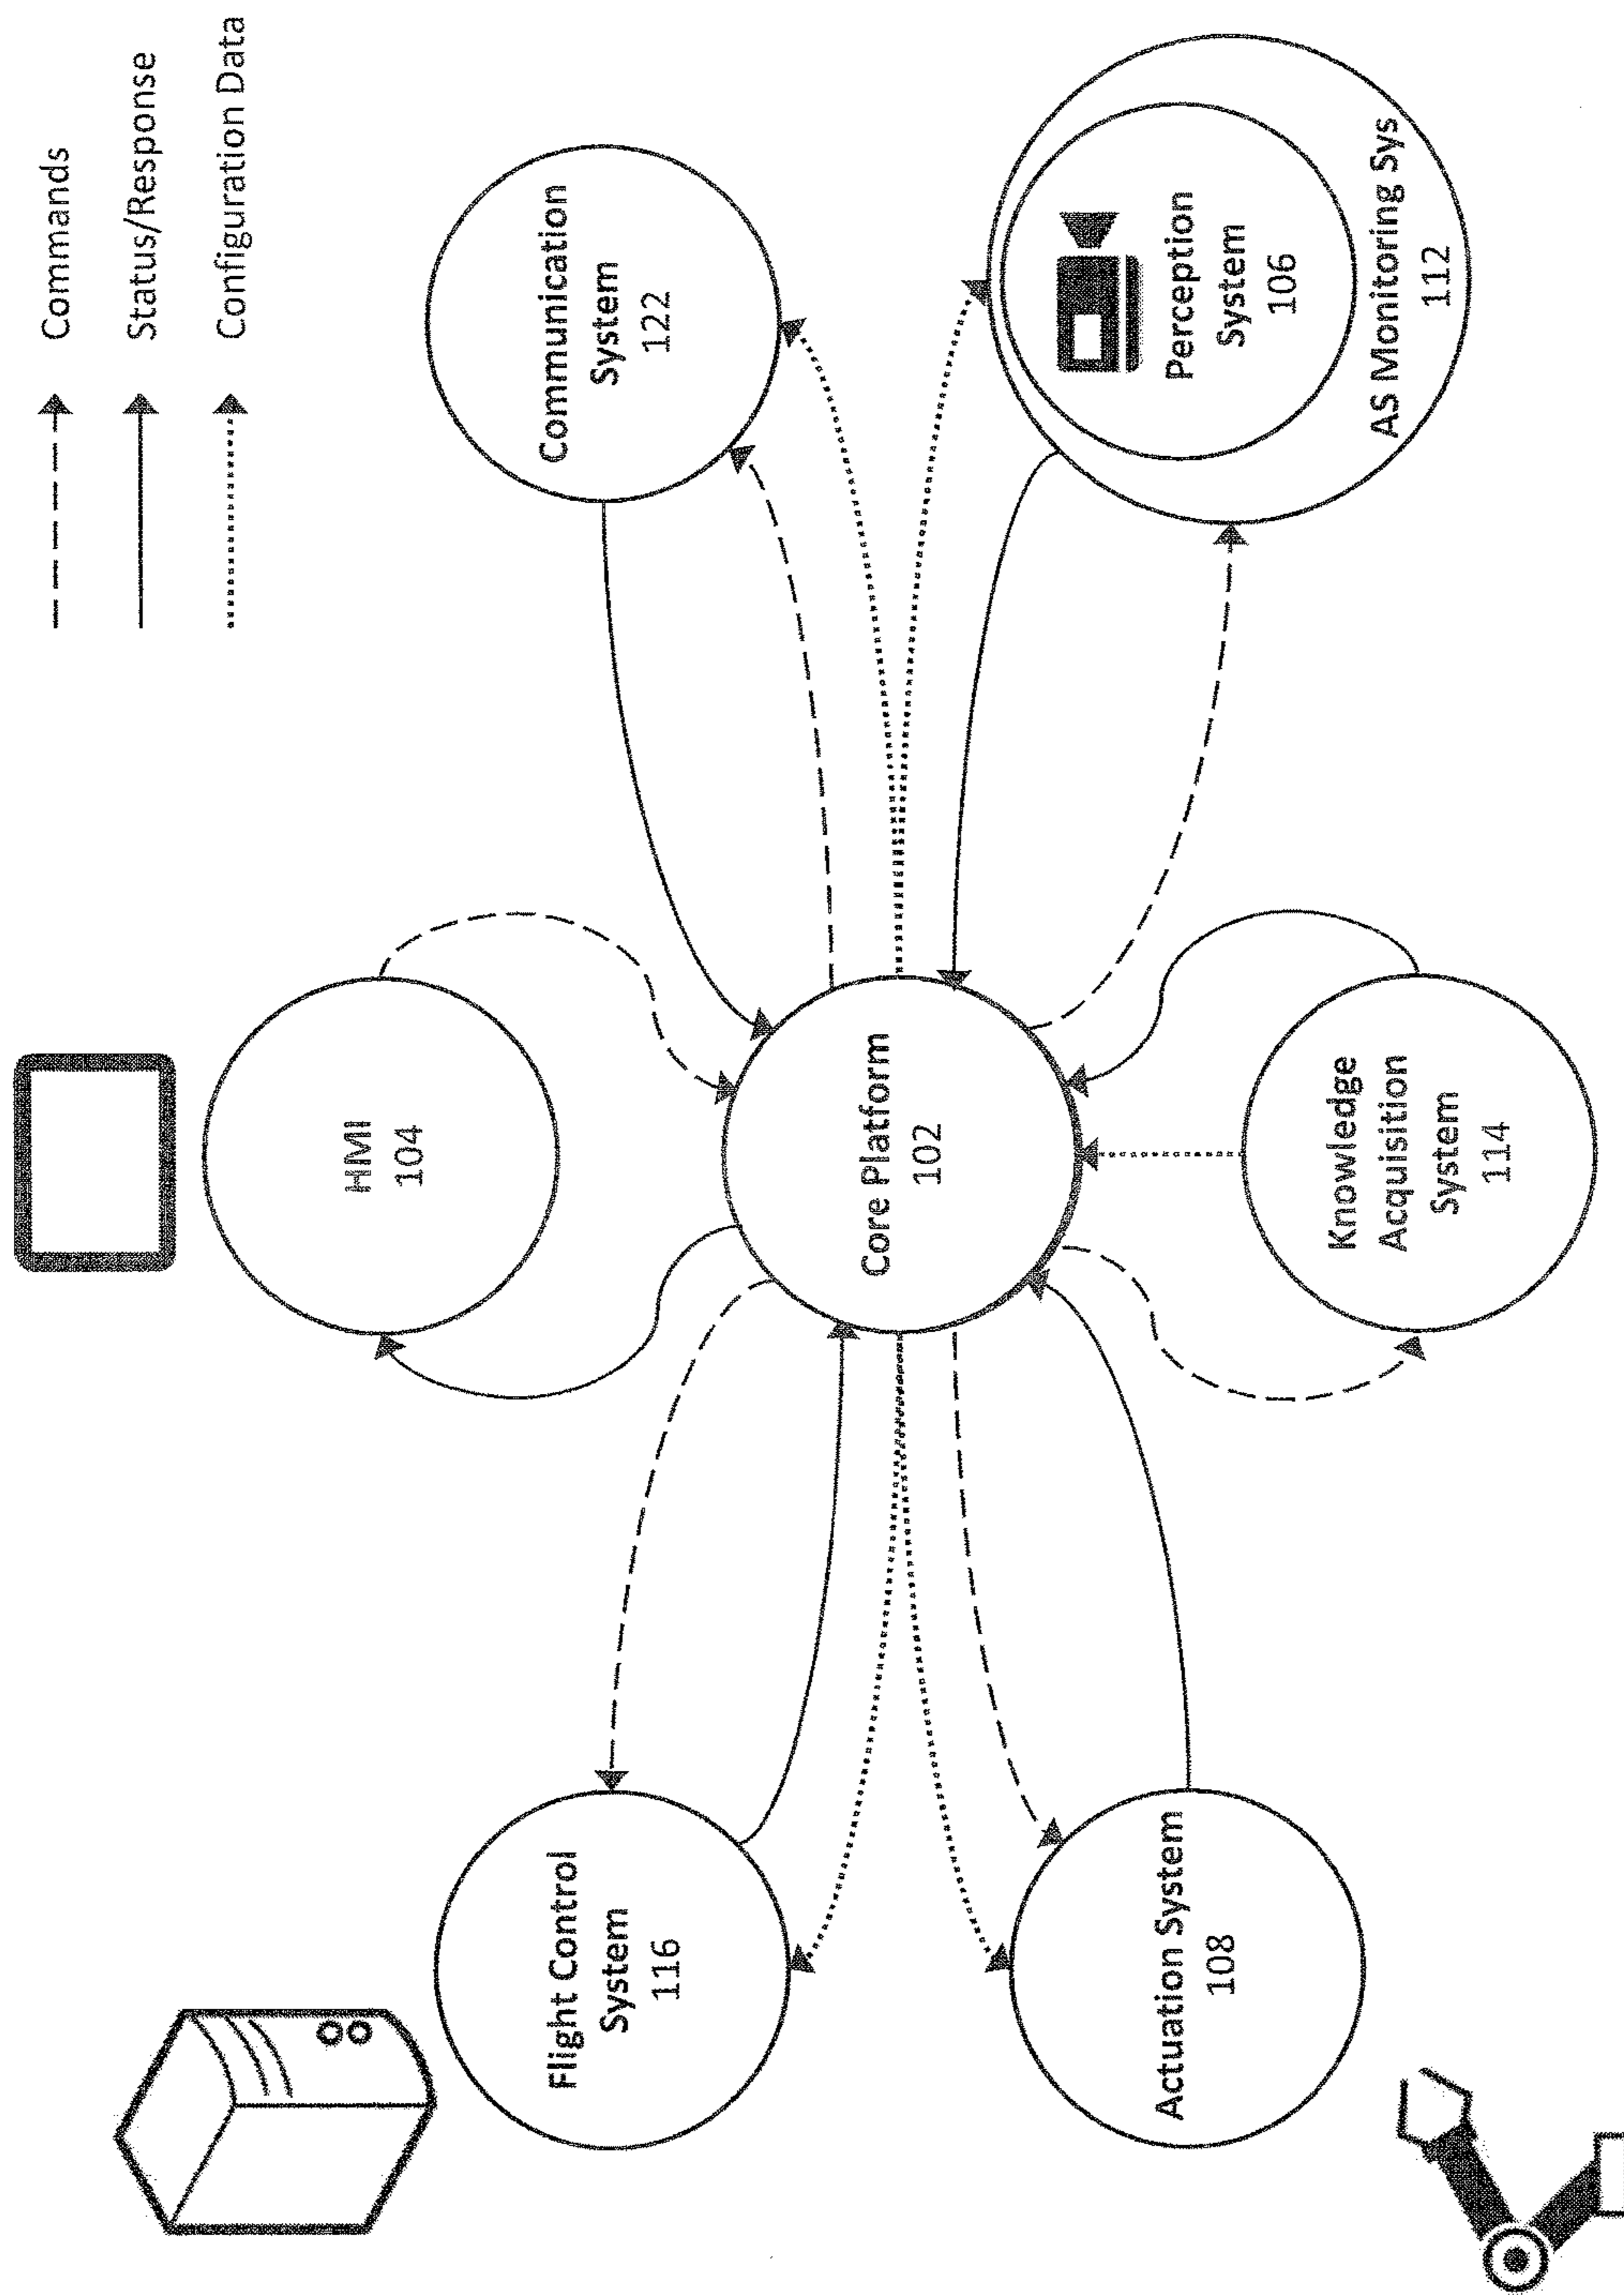 Commands
Status/Response
Configuration Data
HMI
104
Flight Control
System
116
Communication
System
122
Core Platform
102
Actuation System
108
Knowledge
Acquisition
System
114
Perception
System
106
AS Monitoring Sys
112